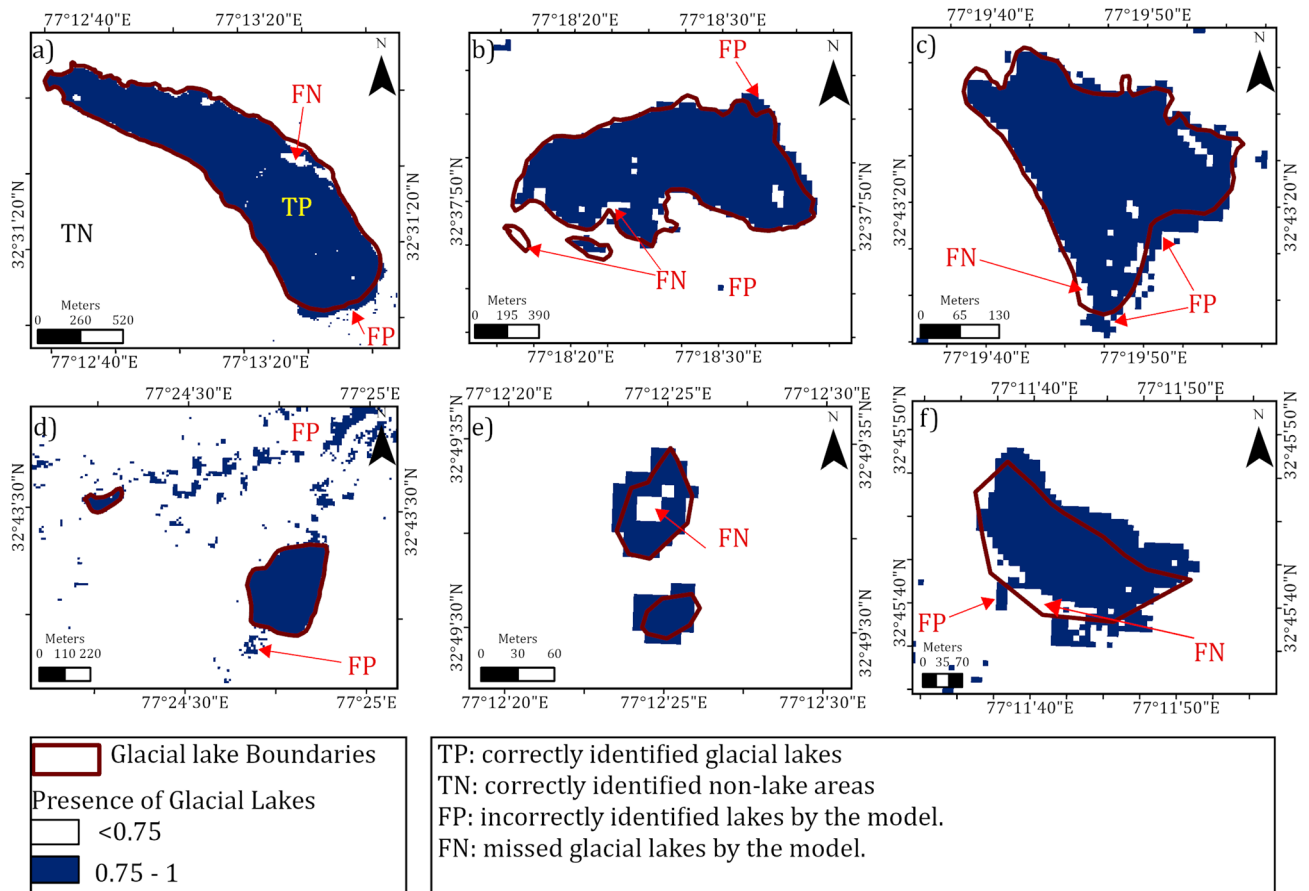 77°12'40"E 77°13'20"E
a)
N
FN
TP
TN
FP
32°31'20"N
32°31'20"N
Meters
0 260 520
77°12'40"E 77°13'20"E
77°18'20"E 77°18'30"E
b)
FP
N
32°37'50"N
32°37'50"N
FN
FP
Meters
0 195 390
77°18'20"E 77°18'30"E
77°19'40"E 77°19'50"E
c)
N
32°43'20"N
32°43'20"N
FN
FP
Meters
0 65 130
77°19'40"E 77°19'50"E
77°24'30"E 77°25'E
d)
FP
N
32°43'30"N
32°43'30"N
FP
Meters
0 110 220
77°24'30"E 77°25'E
77°12'20"E 77°12'25"E 77°12'30"E
e)
N
32°49'35"N
32°49'35"N
FN
32°49'30"N
32°49'30"N
Meters
0 30 60
77°12'20"E 77°12'25"E 77°12'30"E
77°11'40"E 77°11'50"E
f)
N
32°45'50"N
32°45'50"N
32°45'40"N
32°45'40"N
FP
FN
Meters
0 35 70
77°11'40"E 77°11'50"E
Glacial lake Boundaries
Presence of Glacial Lakes
<0.75
0.75 - 1
TP: correctly identified glacial lakes
TN: correctly identified non-lake areas
FP: incorrectly identified lakes by the model.
FN: missed glacial lakes by the model.